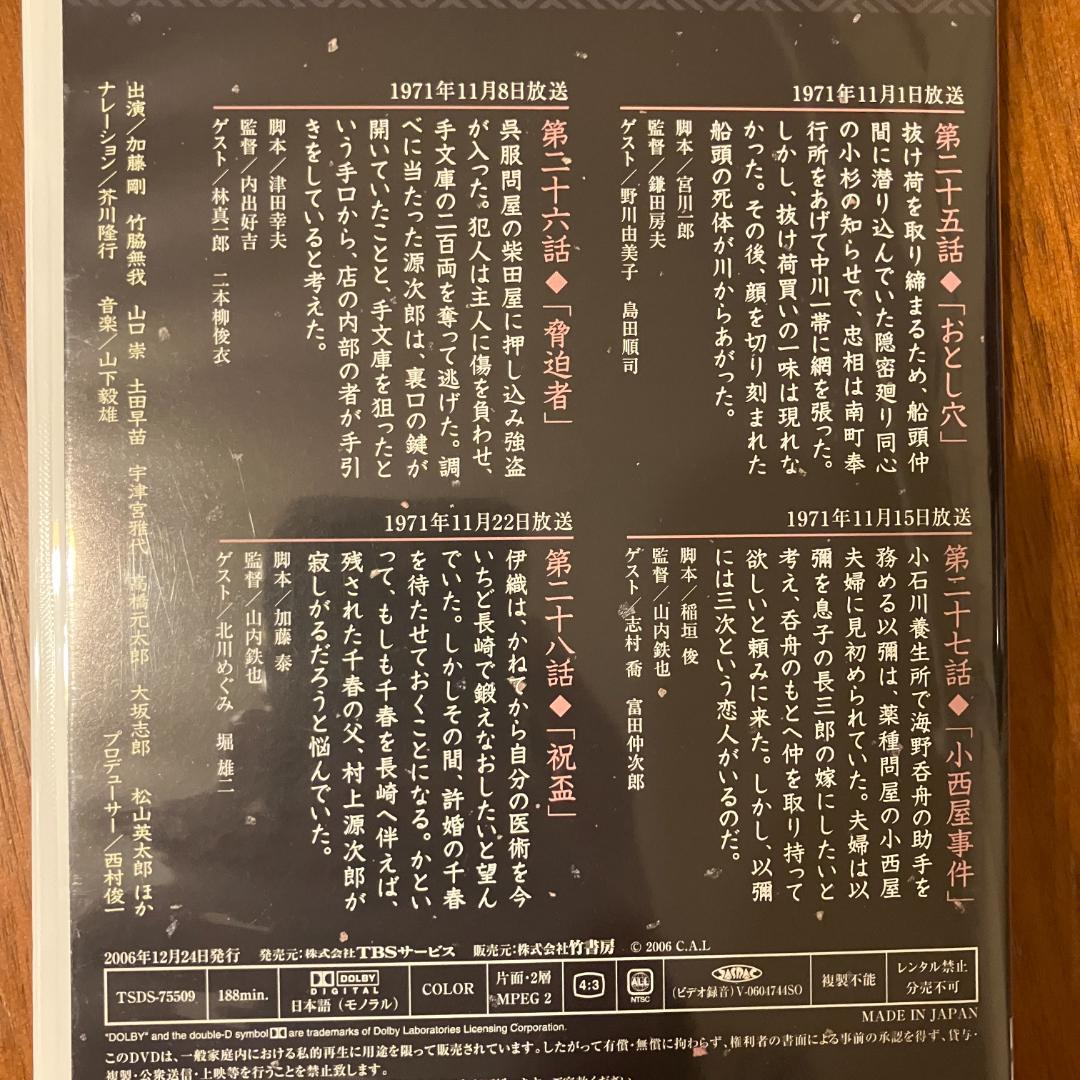 1971年11月1日放送
第二十五話◆「おとし穴」
抜け荷を取り締まるため、船頭仲
間に潜り込んでいた隠密廻り同心
の小杉の知らせで、忠相は南町奉
行所をあげて中川一帯に網を張った。
しかし、抜け荷買いの一味は現れな
かった。その後、顔を切り刻まれた
船頭の死体が川からあがった。
脚本／宮川一郎
監督／鎌田房夫
ゲスト／野川由美子 島田順司
1971年11月8日放送
第二十六話◆「脅迫者」
呉服問屋の柴田屋に押し込み強盗
が入った。犯人は主人に傷を負わせ、
手文庫の二百両を奪って逃げた。調
べに当たった源次郎は、裏口の鍵が
開いていたことと、手文庫を狙ったと
いう手口から、店の内部の者が手引
きをしていると考えた。
脚本／津田幸夫
監督／内出好吉
ゲスト／林真一郎 二本柳俊衣
1971年11月15日放送
第二十七話◆「小西屋事件」
小石川養生所で海野呑舟の助手を
務める以彌は、薬種問屋の小西屋
夫婦に見初められていた。夫婦は以
彌を息子の長三郎の嫁にしたいと
考え、呑舟のもとへ仲を取り持って
欲しいと頼みに来た。しかし、以彌
には三次という恋人がいるのだ。
脚本／稲垣 俊
監督／山内鉄也
ゲスト／志村 喬 富田仲次郎
1971年11月22日放送
第二十八話◆「祝盃」
伊織は、かねてから自分の医術を今
いちど長崎で鍛えなおしたいと望ん
でいた。しかしその間、許婚の千春
を待たせておくことになる。かとい
って、もしも千春を長崎へ伴えば、
残された千春の父、村上源次郎が
寂しがるだろうと悩んでいた。
脚本／加藤 泰
監督／山内鉄也
ゲスト／北川めぐみ 堀 雄二
出演／加藤 剛 竹脇無我 山口 崇 土田早苗 宇津宮雅代 高橋元太郎 大坂志郎 松山英太郎 ほか
ナレーション／芥川隆行 音楽／山下毅雄 プロデューサー／西村俊一
2006年12月24日発行 発売元:株式会社TBSサービス 販売元:株式会社竹書房 © 2006 C.A.L
TSDS-75509
188min.
DOLBY DIGITAL
日本語（モノラル）
COLOR
片面・2層
MPEG 2
4:3
ALL
NTSC
JASRAC
（ビデオ録音）V-0604744SO
複製不能
レンタル禁止
分売不可
MADE IN JAPAN
"DOLBY" and the double-D symbol are trademarks of Dolby Laboratories Licensing Corporation.
このDVDは、一般家庭内における私的再生に用途を限って販売されています。したがって有償・無償に拘わらず、権利者の書面による事前の承認を得ず、貸与・
複製・公衆送信・上映等を行うことを禁止致します。